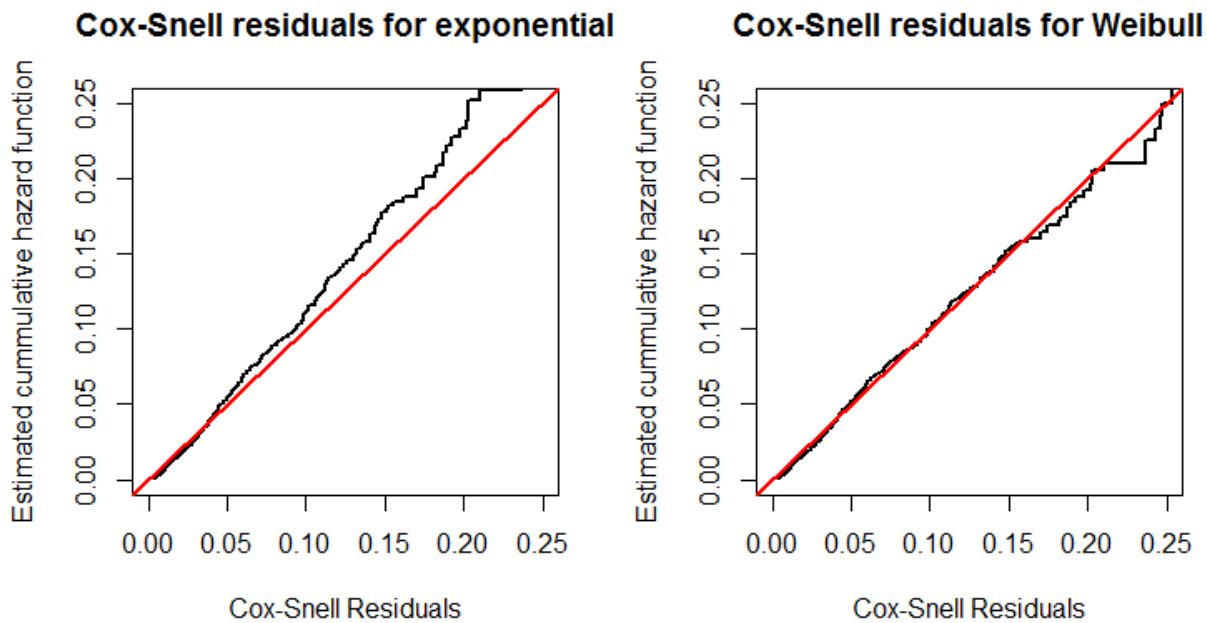 Cox-Snell residuals for exponential
Estimated cummulative hazard function
0.25
0.20
0.15
0.10
0.05
0.00
0.00 0.05 0.10 0.15 0.20 0.25
Cox-Snell Residuals
Cox-Snell residuals for Weibull
Estimated cummulative hazard function
0.25
0.20
0.15
0.10
0.05
0.00
0.00 0.05 0.10 0.15 0.20 0.25
Cox-Snell Residuals